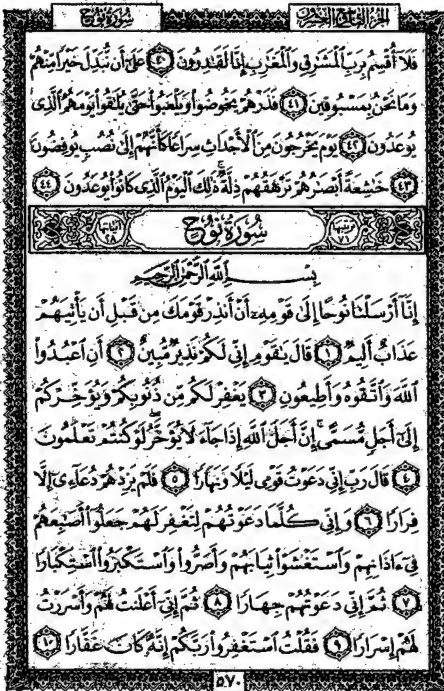 الجزء التاسع والعشرون
سورة نوح
فَلَا أُقْسِمُ بِرَبِّ ٱلْمَشَٰرِقِ وَٱلْمَغَٰرِبِ إِنَّا لَقَٰدِرُونَ ٤٠ عَلَىٰٓ أَن نُّبَدِّلَ خَيْرًا مِّنْهُمْ
وَمَا نَحْنُ بِمَسْبُوقِينَ ٤١ فَذَرْهُمْ يَخُوضُوا۟ وَيَلْعَبُوا۟ حَتَّىٰ يُلَٰقُوا۟ يَوْمَهُمُ ٱلَّذِى
يُوعَدُونَ ٤٢ يَوْمَ يَخْرُجُونَ مِنَ ٱلْأَجْدَاثِ سِرَاعًا كَأَنَّهُمْ إِلَىٰ نُصُبٍ يُوفِضُونَ
٤٣ خَٰشِعَةً أَبْصَٰرُهُمْ تَرْهَقُهُمْ ذِلَّةٌ ذَٰلِكَ ٱلْيَوْمُ ٱلَّذِى كَانُوا۟ يُوعَدُونَ ٤٤
ترتيبها ٧١ سُورَةُ نُوحٍ آياتها ٢٨
بِسْمِ ٱللَّهِ ٱلرَّحْمَٰنِ ٱلرَّحِيمِ
إِنَّآ أَرْسَلْنَا نُوحًا إِلَىٰ قَوْمِهِۦٓ أَنْ أَنذِرْ قَوْمَكَ مِن قَبْلِ أَن يَأْتِيَهُمْ
عَذَابٌ أَلِيمٌ ١ قَالَ يَٰقَوْمِ إِنِّى لَكُمْ نَذِيرٌ مُّبِينٌ ٢ أَنِ ٱعْبُدُوا۟
ٱللَّهَ وَٱتَّقُوهُ وَأَطِيعُونِ ٣ يَغْفِرْ لَكُم مِّن ذُنُوبِكُمْ وَيُؤَخِّرْكُمْ
إِلَىٰٓ أَجَلٍ مُّسَمًّى إِنَّ أَجَلَ ٱللَّهِ إِذَا جَآءَ لَا يُؤَخَّرُ لَوْ كُنتُمْ تَعْلَمُونَ
٤ قَالَ رَبِّ إِنِّى دَعَوْتُ قَوْمِى لَيْلًا وَنَهَارًا ٥ فَلَمْ يَزِدْهُمْ دُعَآءِىٓ إِلَّا
فِرَارًا ٦ وَإِنِّى كُلَّمَا دَعَوْتُهُمْ لِتَغْفِرَ لَهُمْ جَعَلُوٓا۟ أَصَٰبِعَهُمْ
فِىٓ ءَاذَانِهِمْ وَٱسْتَغْشَوْا۟ ثِيَابَهُمْ وَأَصَرُّوا۟ وَٱسْتَكْبَرُوا۟ ٱسْتِكْبَارًا
٧ ثُمَّ إِنِّى دَعَوْتُهُمْ جِهَارًا ٨ ثُمَّ إِنِّىٓ أَعْلَنتُ لَهُمْ وَأَسْرَرْتُ
لَهُمْ إِسْرَارًا ٩ فَقُلْتُ ٱسْتَغْفِرُوا۟ رَبَّكُمْ إِنَّهُۥ كَانَ غَفَّارًا ١٠
٥٧٠